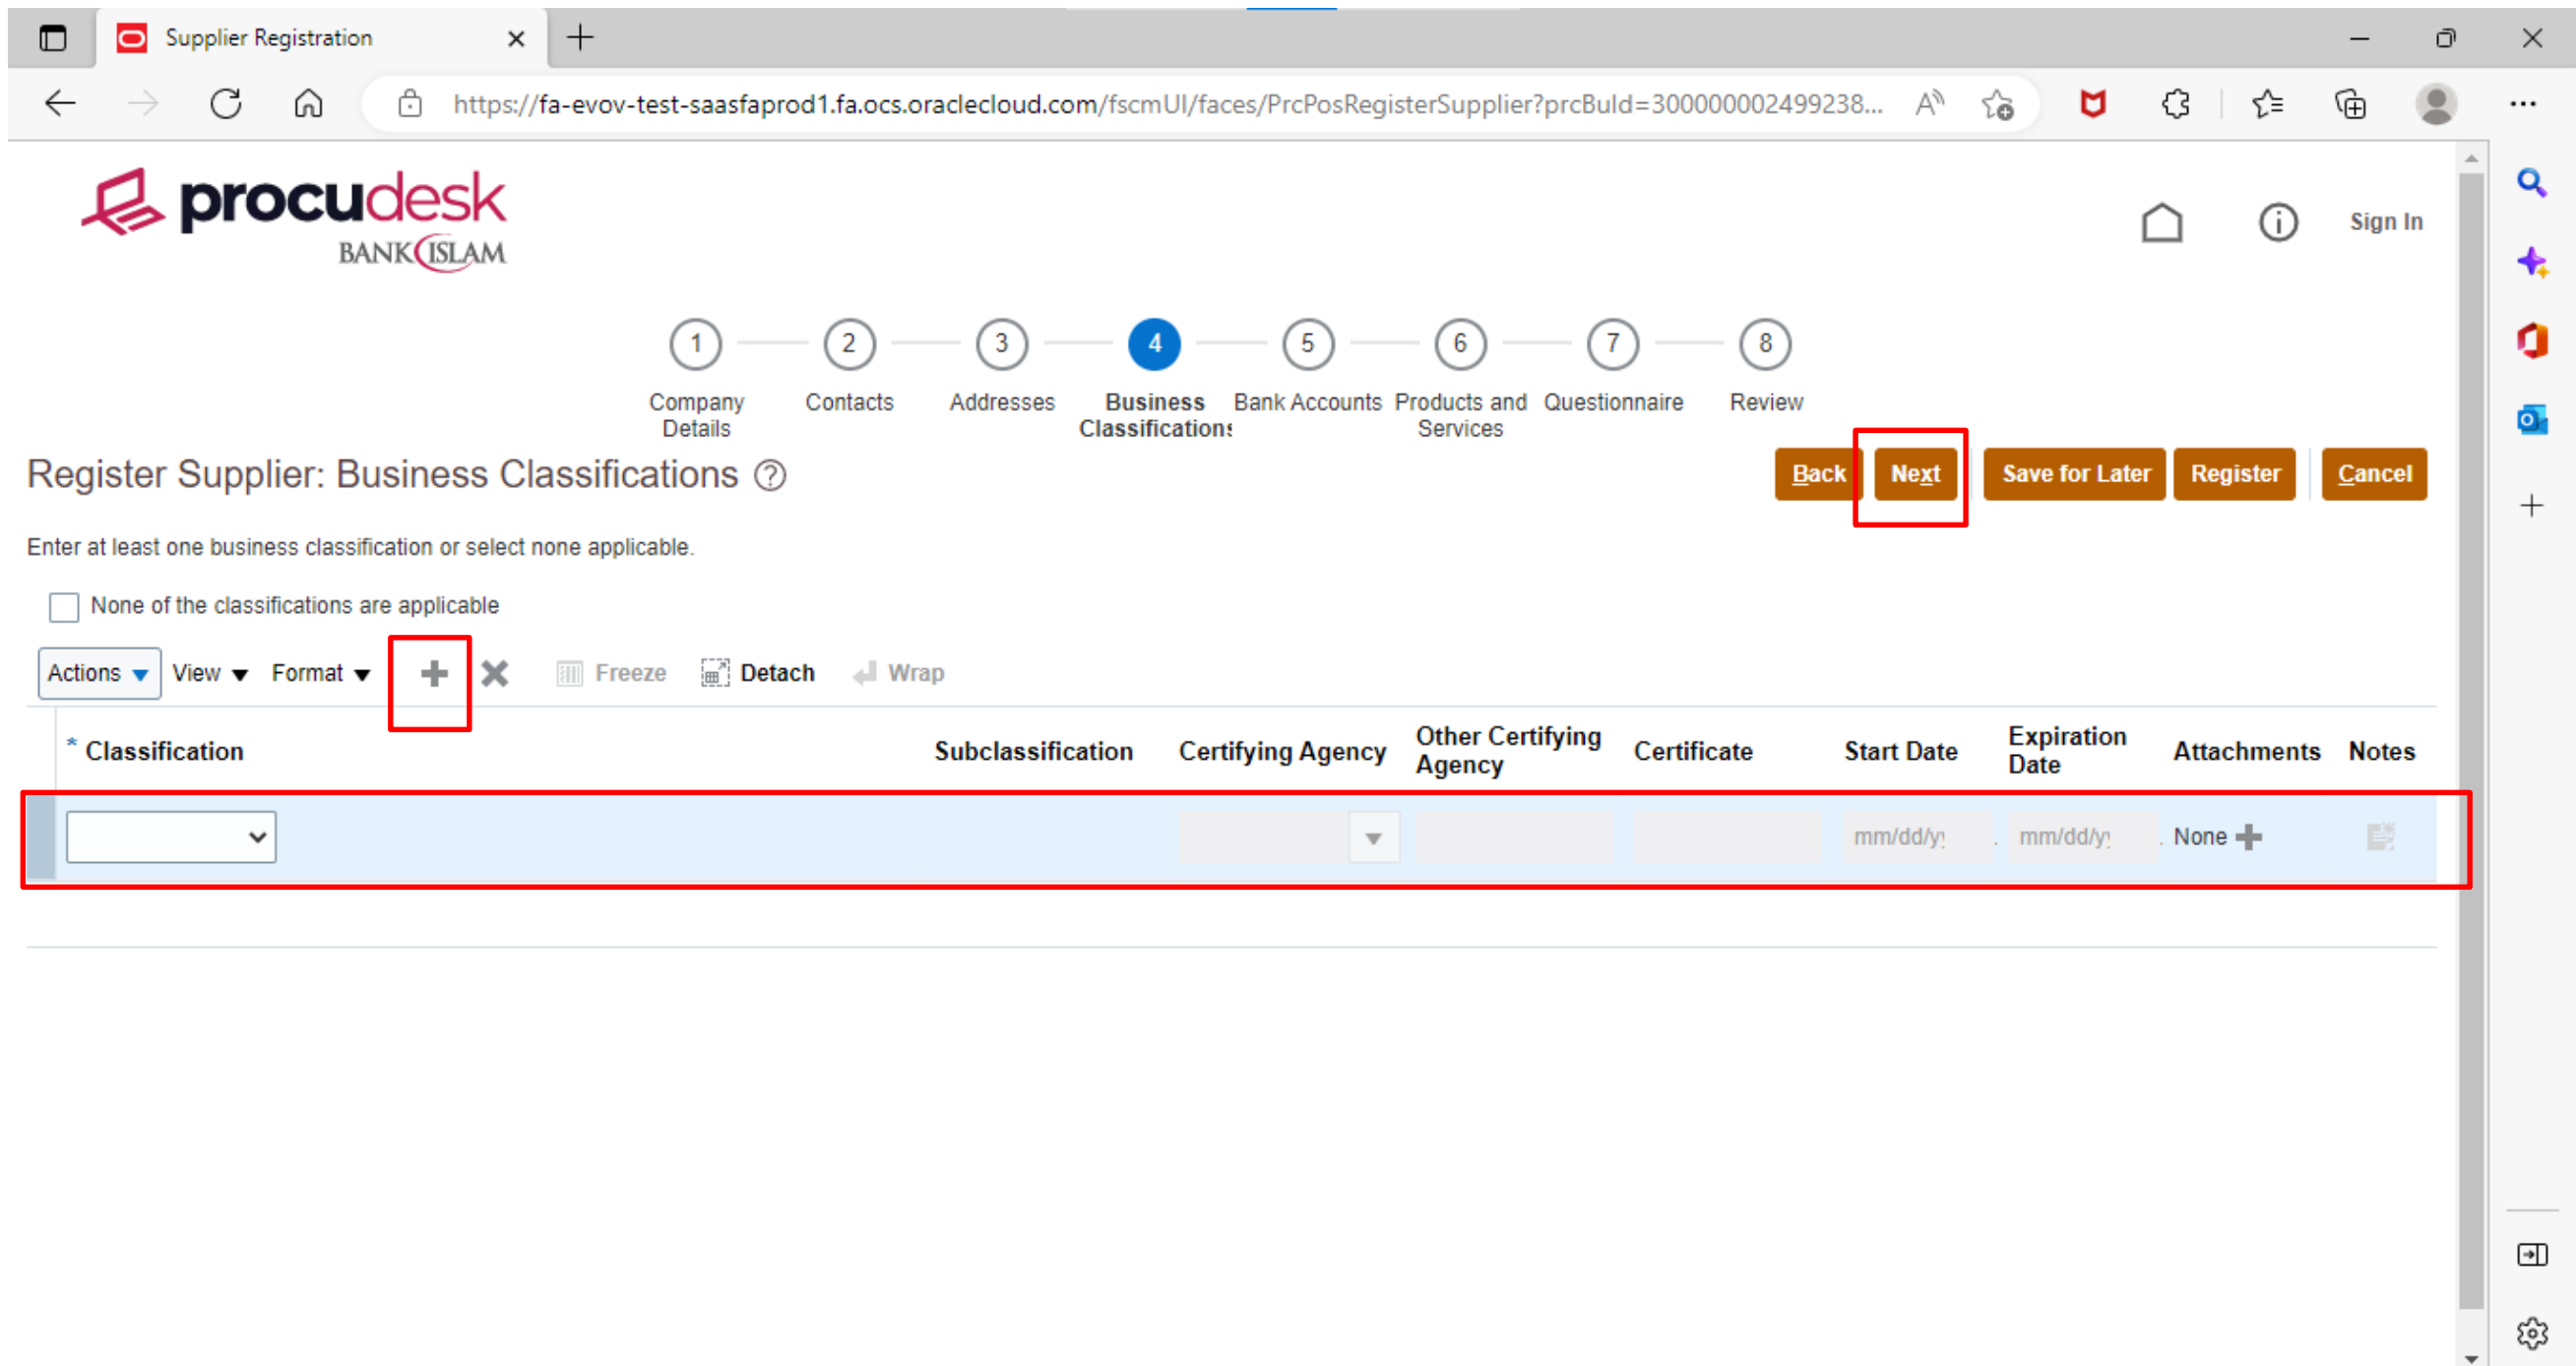 Supplier Registration
https://fa-evov-test-saasfaprod1.fa.ocs.oraclecloud.com/fscmUI/faces/PrcPosRegisterSupplier?prcBuId=300000002499238...
procudesk
BANK ISLAM
Sign In
1 2 3 4 5 6 7 8
Company Details
Contacts
Addresses
Business Classifications
Bank Accounts
Products and Services
Questionnaire
Review
Register Supplier: Business Classifications ?
Back Next Save for Later Register Cancel
Enter at least one business classification or select none applicable.
None of the classifications are applicable
Actions View Format Freeze Detach Wrap
* Classification Subclassification Certifying Agency Other Certifying Agency Certificate Start Date Expiration Date Attachments Notes
mm/dd/yy mm/dd/yy None